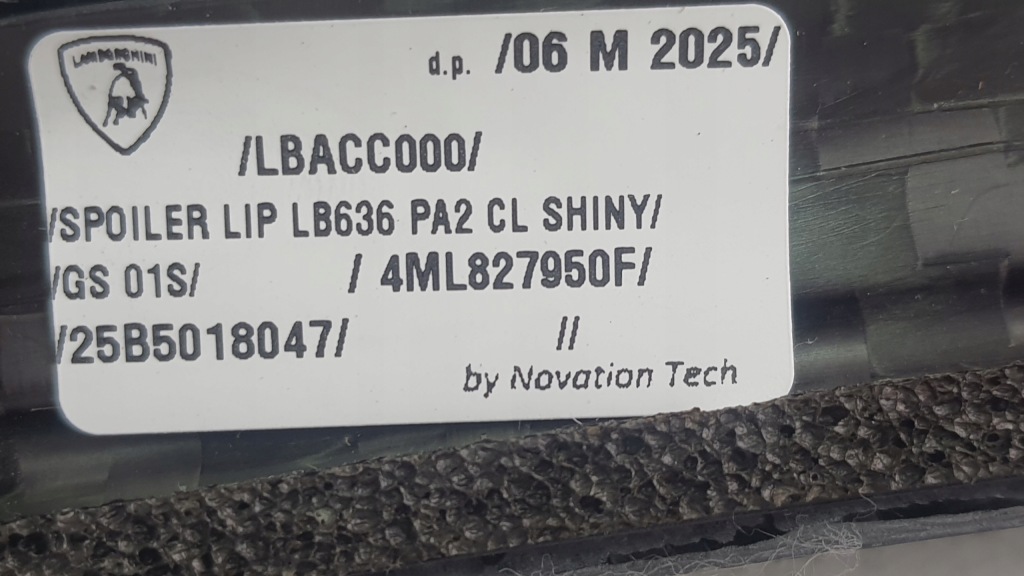 LAMBORGHINI
d.p. /06 M 2025/
/LBACC000/
/SPOILER LIP LB636 PA2 CL SHINY/
/GS 01S/ / 4ML827950F/
/25B5018047/ //
by Novation Tech